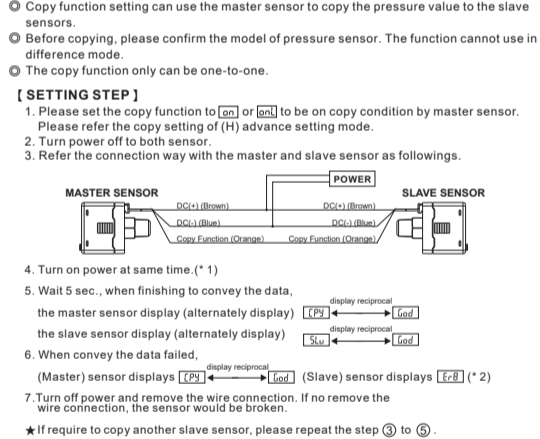 ◎ Copy function setting can use the master sensor to copy the pressure value to the slave
sensors.
◎ Before copying, please confirm the model of pressure sensor. The function cannot use in
difference mode.
◎ The copy function only can be one-to-one.
【 SETTING STEP 】
1. Please set the copy function to on or onL to be on copy condition by master sensor.
Please refer the copy setting of (H) advance setting mode.
2. Turn power off to both sensor.
3. Refer the connection way with the master and slave sensor as followings.
POWER
MASTER SENSOR
SLAVE SENSOR
DC(+) (Brown) DC(+) (Brown)
DC(-) (Blue) DC(-) (Blue)
Copy Function (Orange) Copy Function (Orange)
4. Turn on power at same time.(* 1)
5. Wait 5 sec., when finishing to convey the data,
the master sensor display (alternately display) CPY display reciprocal God
the slave sensor display (alternately display) SLv display reciprocal God
6. When convey the data failed,
(Master) sensor displays CPY display reciprocal God (Slave) sensor displays Er8 (* 2)
7.Turn off power and remove the wire connection. If no remove the
wire connection, the sensor would be broken.
★If require to copy another slave sensor, please repeat the step ③ to ⑤.